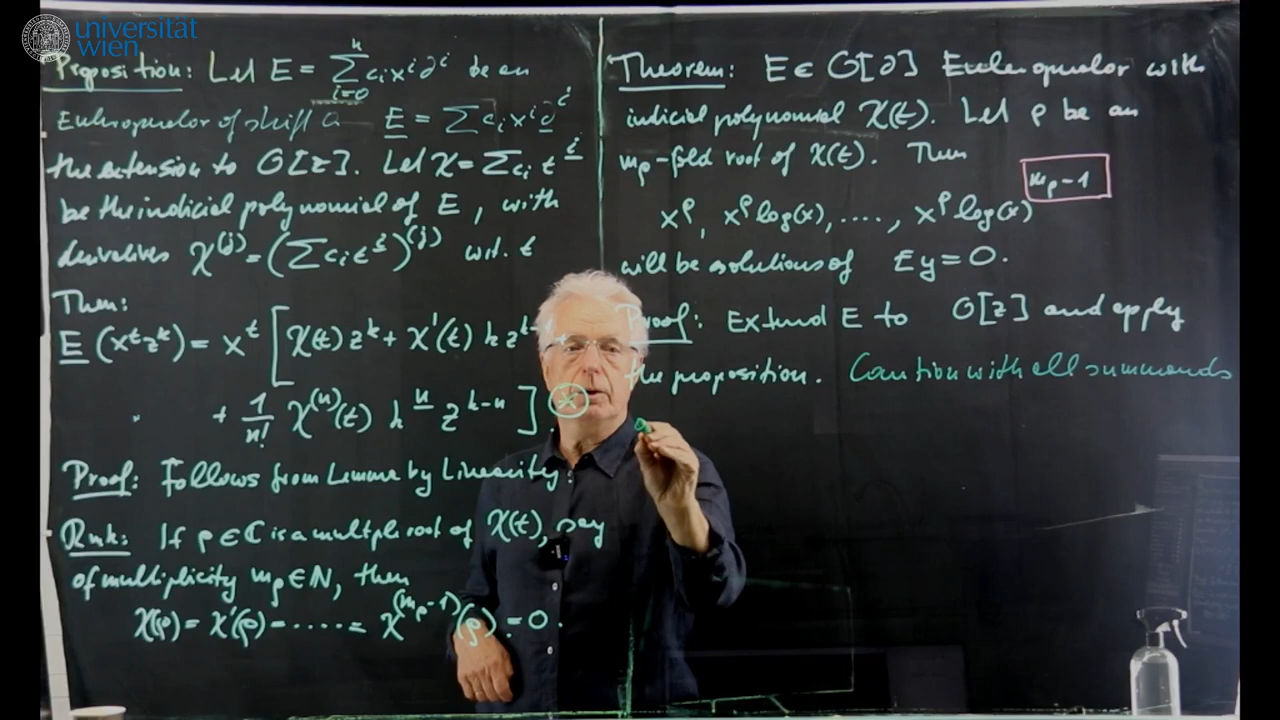 universität
wien
Proposition: Let E = ∑_{i=0}^{n} c_i x^i ∂^i be an
Euler operator of shift 0 E̲ = ∑ c_i x^i ∂̲^i
the extension to O[z]. Let χ = ∑ c_i t^{i̲}
be the indicial polynomial of E, with
derivatives χ^{(j)} = (∑ c_i t^{i̲})^{(j)} w.r.t. t
Then:
E̲ (x^t z^k) = x^t [ χ(t) z^k + χ'(t) k z^{k-1} +
+ 1/n! χ^{(n)}(t) k^{n̲} z^{k-n} ].
Proof: Follows from Lemma by Linearity
Rmk: If ρ ∈ ℂ is a multiple root of χ(t), say
of multiplicity m_ρ ∈ ℕ, then
χ(ρ) = χ'(ρ) = ..... = χ^{(m_ρ-1)}(ρ) = 0.
Theorem: E ∈ O[∂] Euler operator with
indicial polynomial χ(t). Let ρ be an
m_ρ-fold root of χ(t). Then
x^ρ, x^ρ log(x), ...., x^ρ log(x)^{m_ρ-1}
will be solutions of Ey = 0.
Proof: Extend E to O[z] and apply
the proposition. Caution with all summands